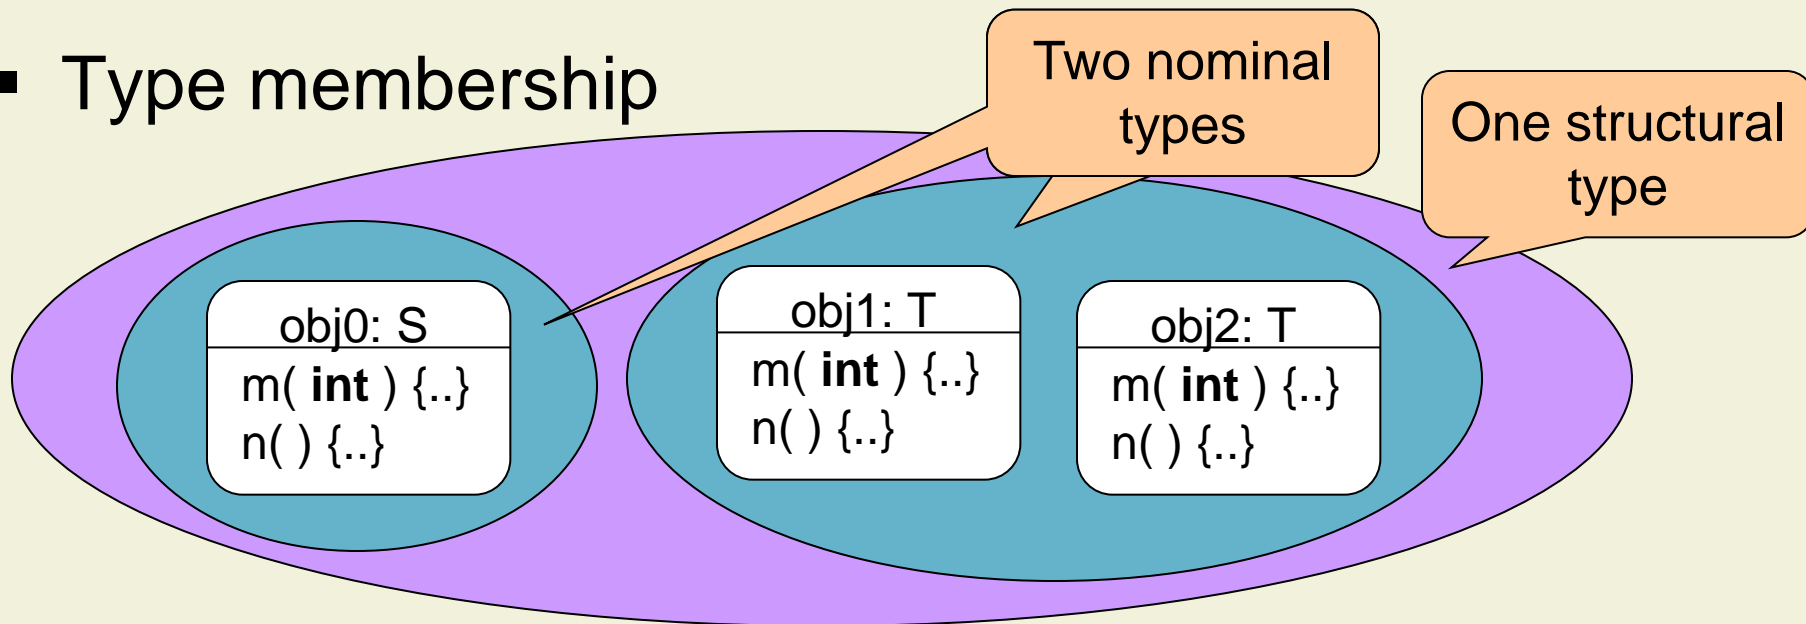 ▪ Type membership
Two nominal
types
One structural
type
obj0: S
m( int ) {..}
n( ) {..}
obj1: T
m( int ) {..}
n( ) {..}
obj2: T
m( int ) {..}
n( ) {..}